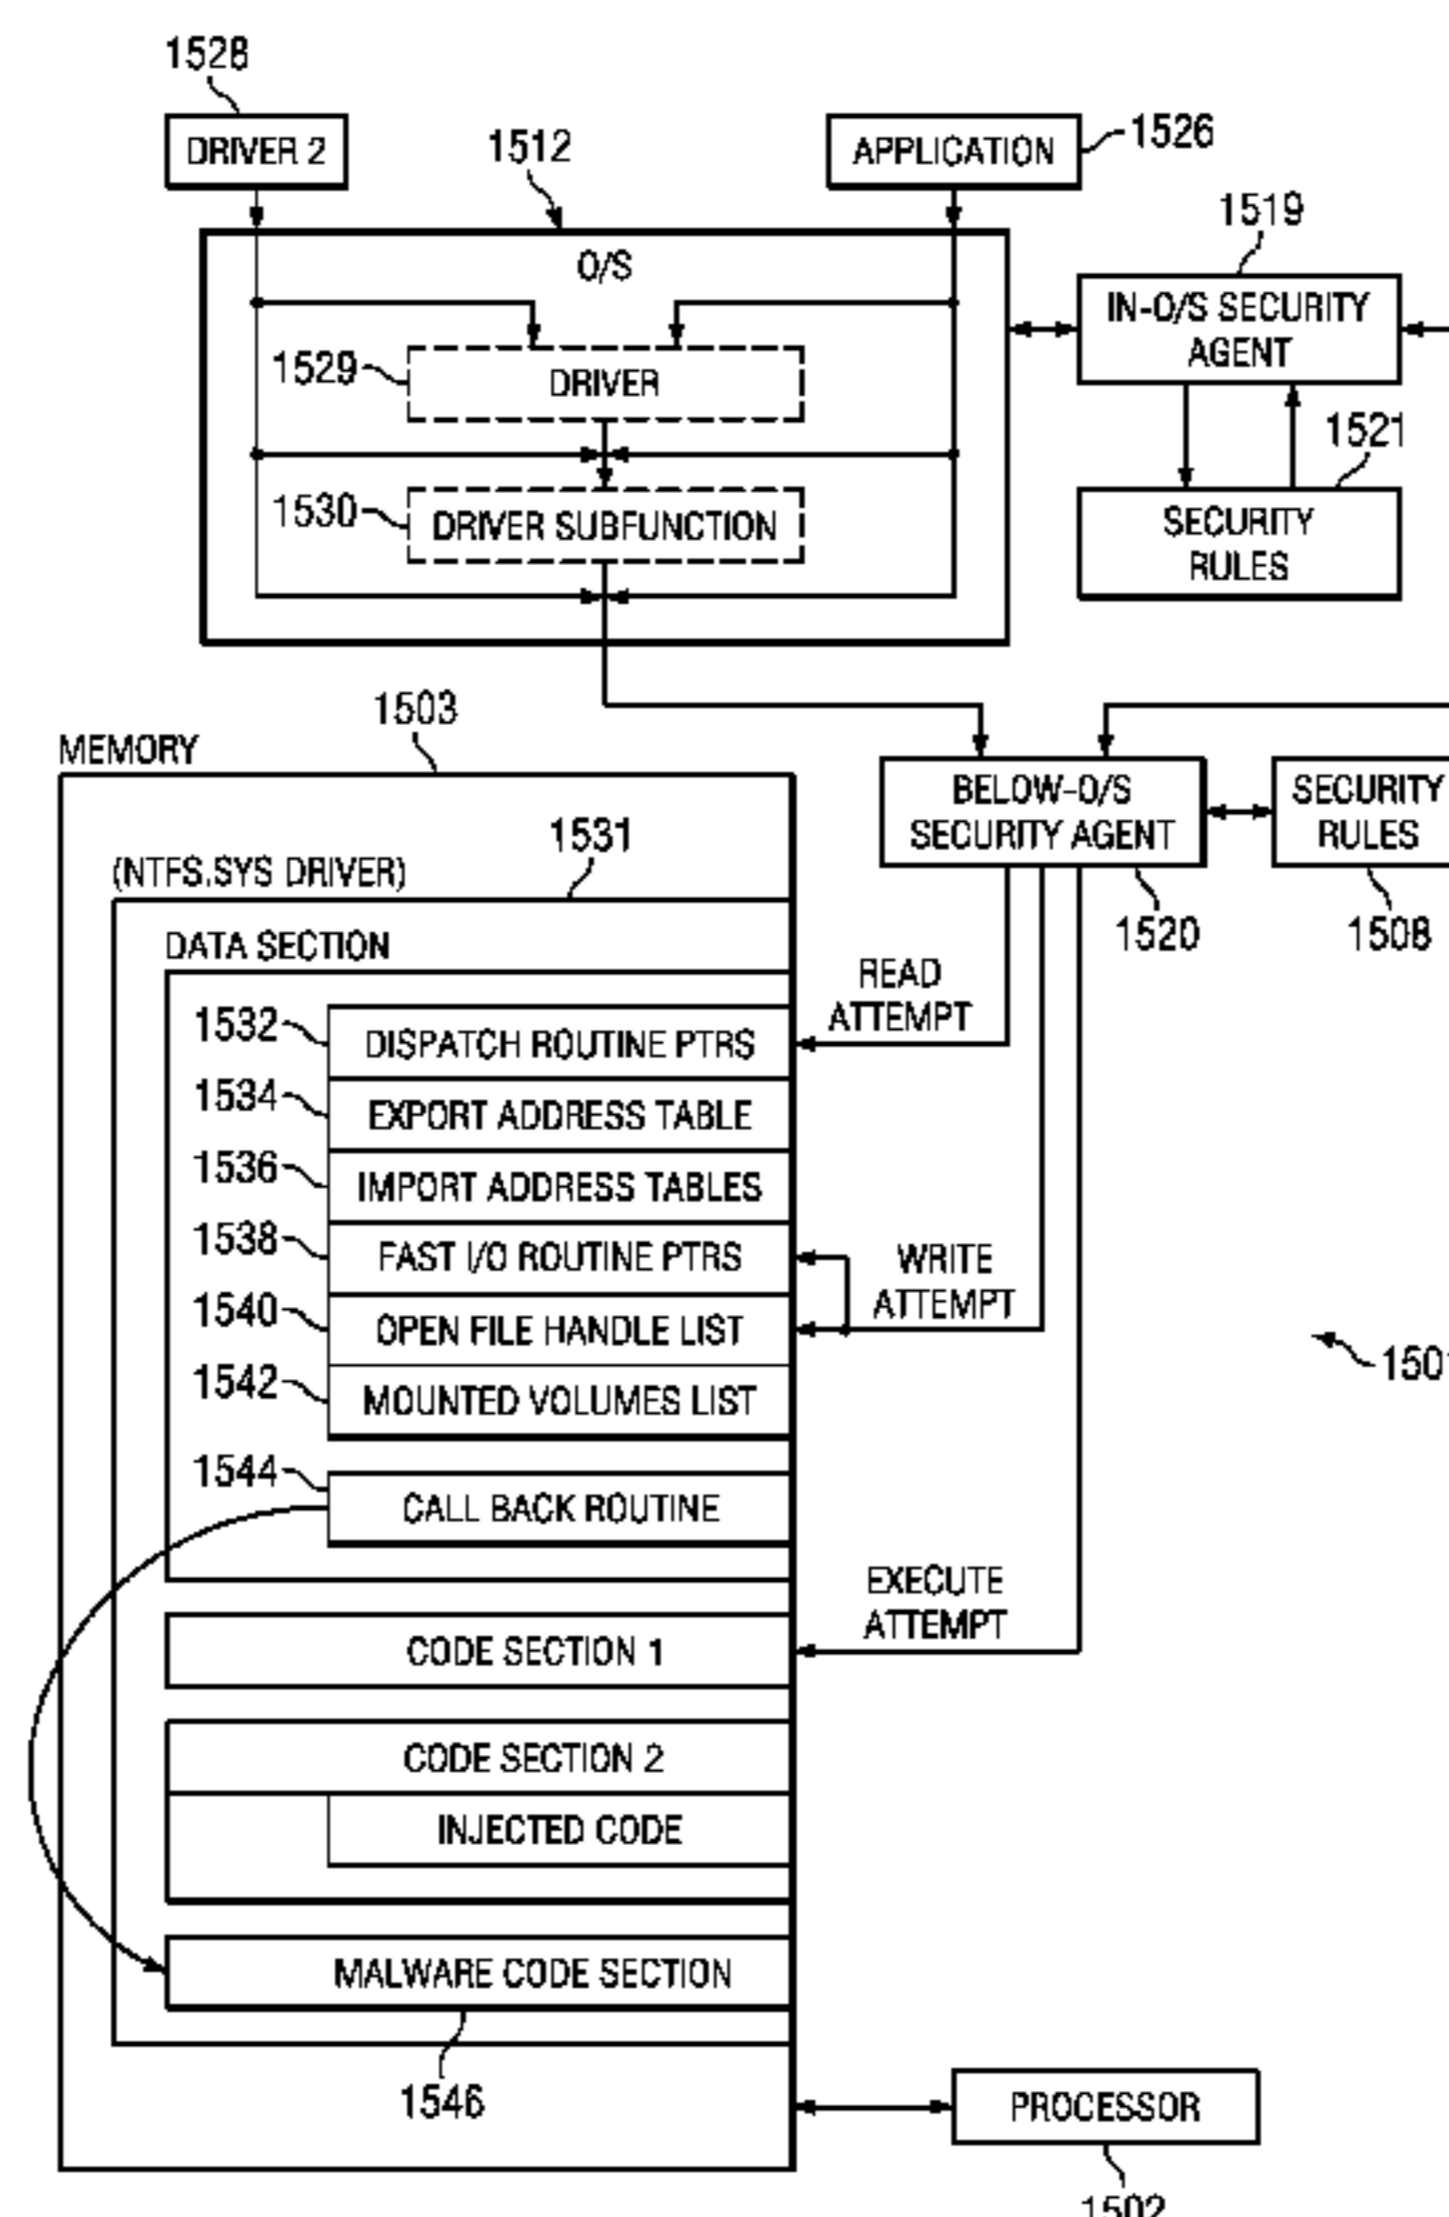 1528
DRIVER 2
1512
APPLICATION
1526
1519
O/S
IN-O/S SECURITY
AGENT
1529
DRIVER
1521
1530
DRIVER SUBFUNCTION
SECURITY
RULES
1503
MEMORY
BELOW-O/S
SECURITY AGENT
SECURITY
RULES
1520
1508
1531
(NTFS.SYS DRIVER)
DATA SECTION
READ
ATTEMPT
1532
DISPATCH ROUTINE PTRS
1534
EXPORT ADDRESS TABLE
1536
IMPORT ADDRESS TABLES
1538
FAST I/O ROUTINE PTRS
WRITE
ATTEMPT
1540
OPEN FILE HANDLE LIST
1501
1542
MOUNTED VOLUMES LIST
1544
CALL BACK ROUTINE
EXECUTE
ATTEMPT
CODE SECTION 1
CODE SECTION 2
INJECTED CODE
MALWARE CODE SECTION
1546
PROCESSOR
1502